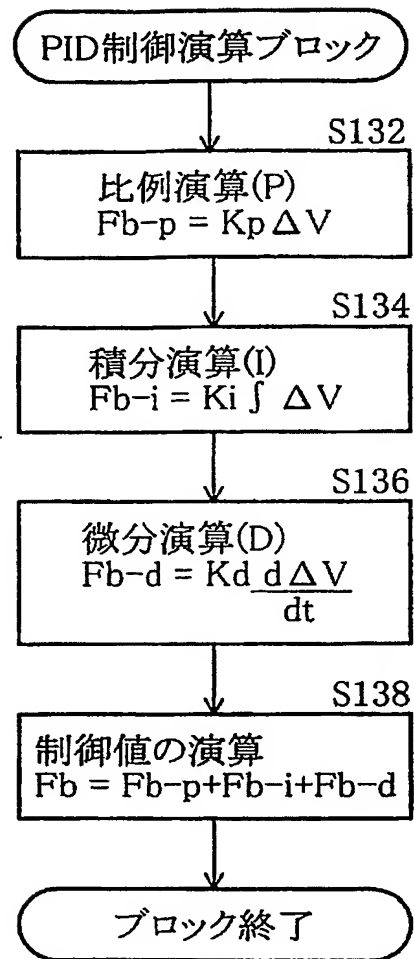 PID制御演算ブロック
S132
比例演算(P)
Fb-p = Kp ΔV
S134
積分演算(I)
Fb-i = Ki ∫ ΔV
S136
微分演算(D)
Fb-d = Kd dΔV
dt
S138
制御値の演算
Fb = Fb-p+Fb-i+Fb-d
ブロック終了